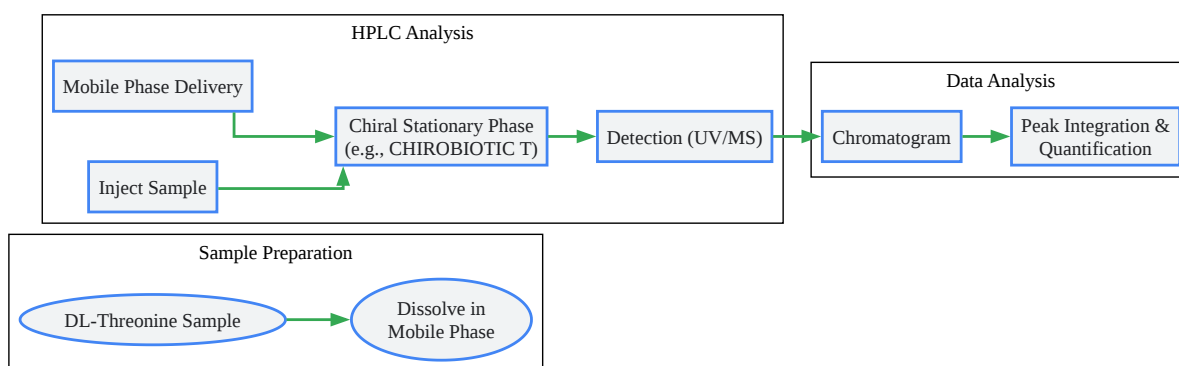 HPLC Analysis
Mobile Phase Delivery
Inject Sample
Chiral Stationary Phase
(e.g., CHIROBIOTIC T)
Detection (UV/MS)
Data Analysis
Chromatogram
Peak Integration &
Quantification
Sample Preparation
DL-Threonine Sample
Dissolve in
Mobile Phase